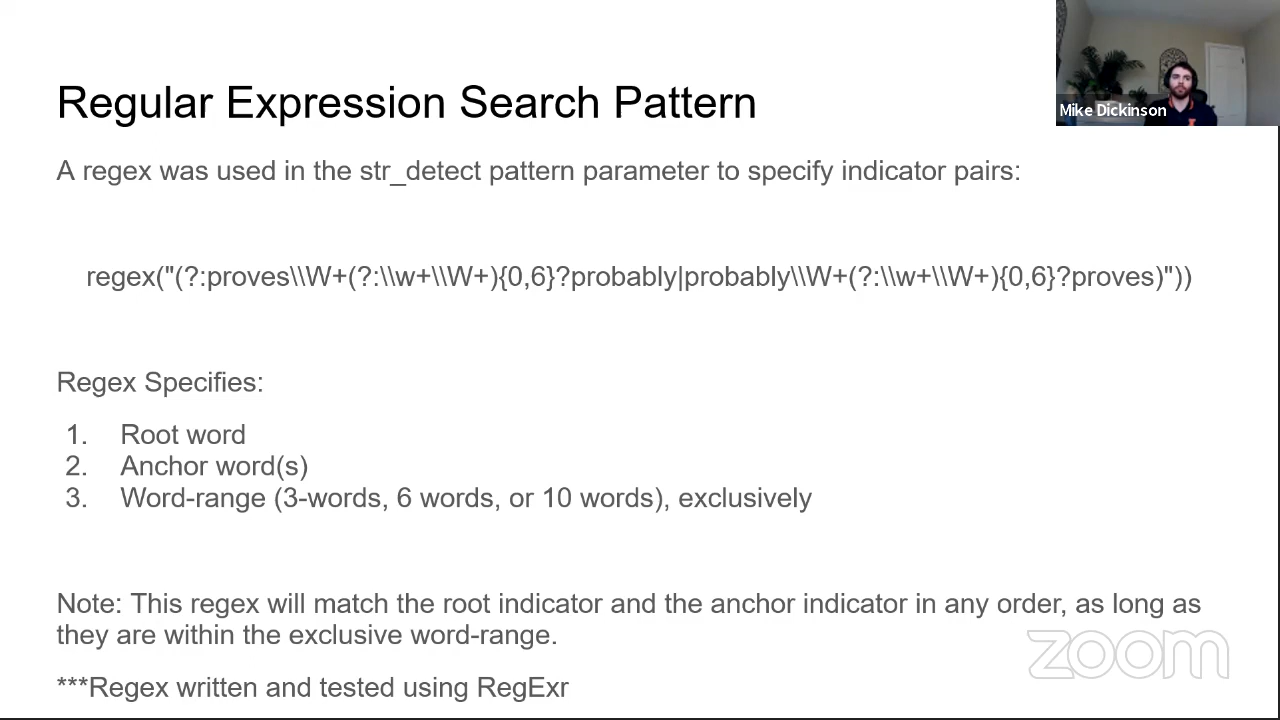 Regular Expression Search Pattern
Mike Dickinson
A regex was used in the str_detect pattern parameter to specify indicator pairs:
regex("(?:proves\\W+(?:\\w+\\W+){0,6}?probably|probably\\W+(?:\\w+\\W+){0,6}?proves)"))
Regex Specifies:
1. Root word
2. Anchor word(s)
3. Word-range (3-words, 6 words, or 10 words), exclusively
Note: This regex will match the root indicator and the anchor indicator in any order, as long as
they are within the exclusive word-range.
zoom
***Regex written and tested using RegExr